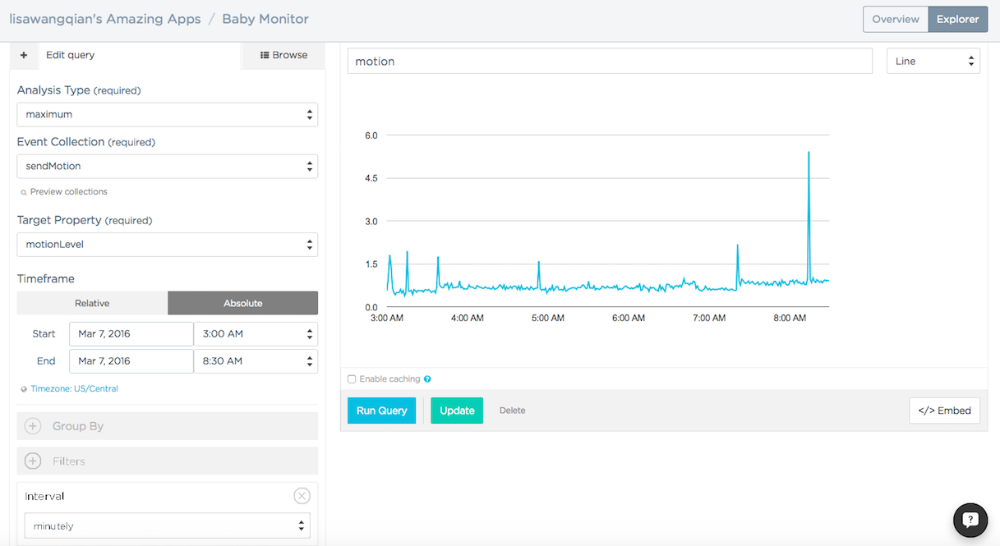 lisawangqian's Amazing Apps / Baby Monitor
Overview
Explorer
+ Edit query
Browse
Analysis Type (required)
maximum
Event Collection (required)
sendMotion
Preview collections
Target Property (required)
motionLevel
Timeframe
Relative
Absolute
Start
Mar 7, 2016
3:00 AM
End
Mar 7, 2016
8:30 AM
Timezone: US/Central
Group By
Filters
Interval
minutely
motion
Line
6.0
4.5
3.0
1.5
0.0
3:00 AM
4:00 AM
5:00 AM
6:00 AM
7:00 AM
8:00 AM
Enable caching ?
Run Query
Update
Delete
</> Embed
?